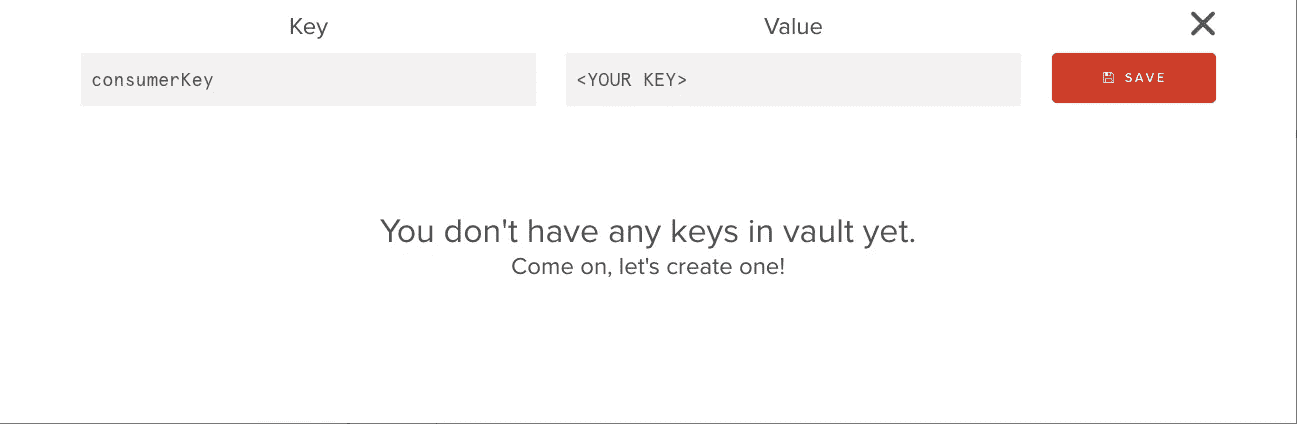 Key
Value
consumerKey
<YOUR KEY>
SAVE
You don't have any keys in vault yet.
Come on, let's create one!